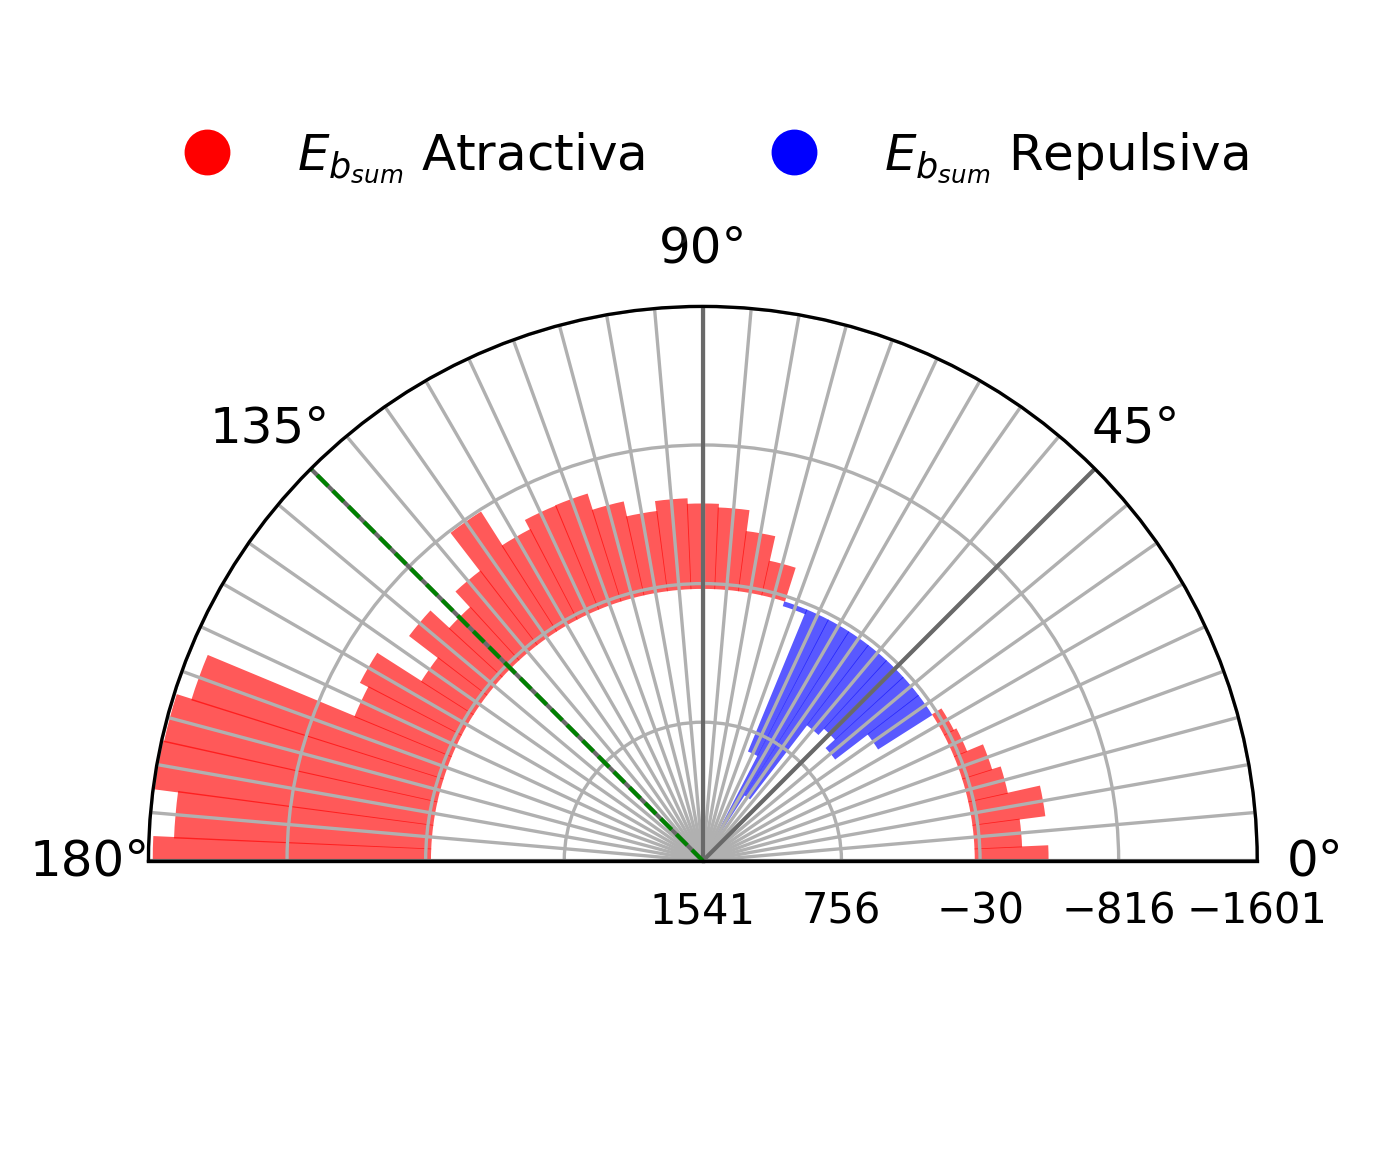 E_{b_{sum}} Atractiva E_{b_{sum}} Repulsiva
90°
135° 45°
180° 0°
1541 756 −30 −816 −1601